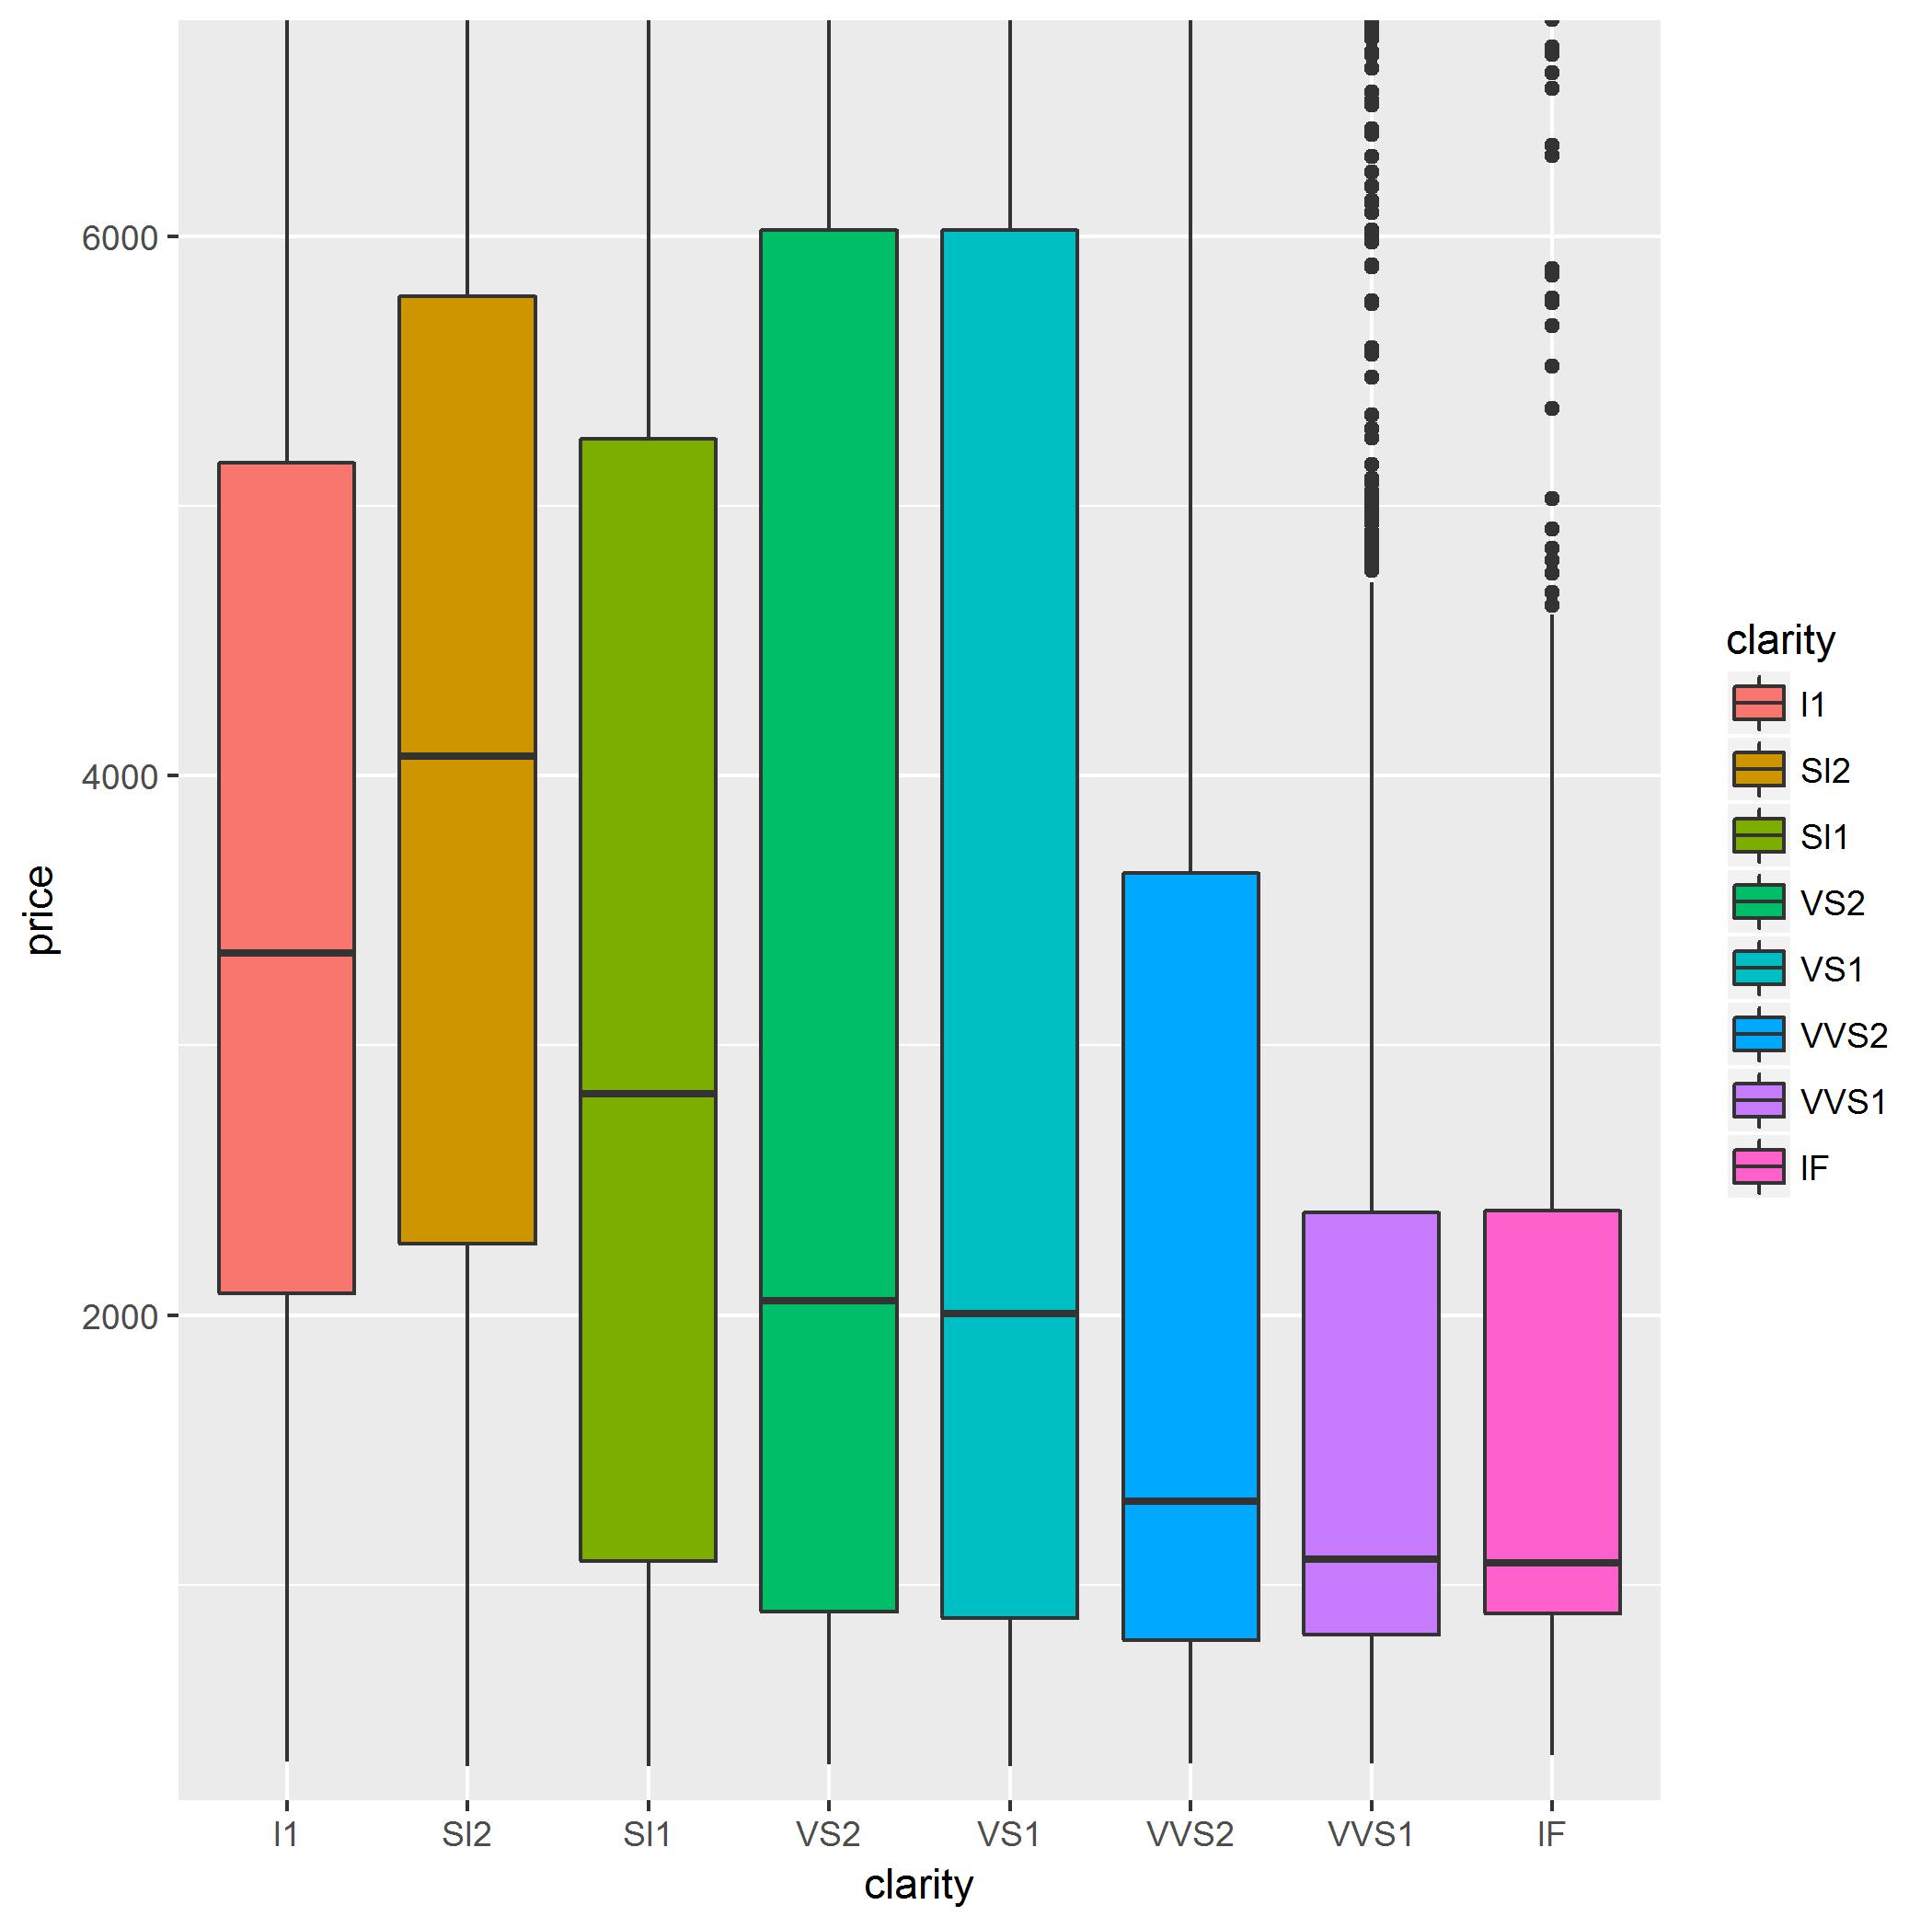 price
6000
4000
2000
I1 SI2 SI1 VS2 VS1 VVS2 VVS1 IF
clarity
clarity
I1
SI2
SI1
VS2
VS1
VVS2
VVS1
IF